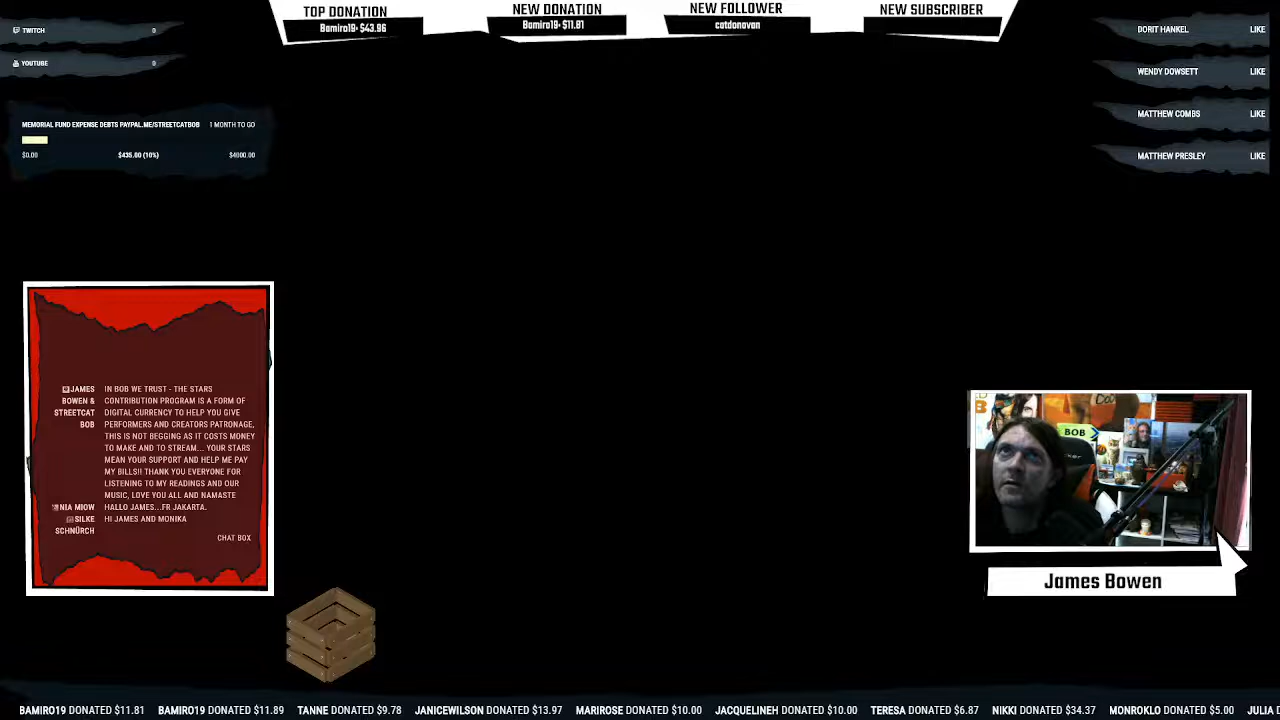 TOP DONATION
Bamiro19• $43.96
NEW DONATION
Bamiro19• $11.81
NEW FOLLOWER
catdonovan
NEW SUBSCRIBER
TWITCH 0
YOUTUBE 0
MEMORIAL FUND EXPENSE DEBTS PAYPAL.ME/STREETCATBOB 1 MONTH TO GO
$0.00 $435.00 (10%) $4000.00
DORIT HANKEL LIKE
WENDY DOWSETT LIKE
MATTHEW COMBS LIKE
MATTHEW PRESLEY LIKE
JAMES IN BOB WE TRUST - THE STARS
BOWEN & CONTRIBUTION PROGRAM IS A FORM OF
STREETCAT DIGITAL CURRENCY TO HELP YOU GIVE
BOB PERFORMERS AND CREATORS PATRONAGE,
THIS IS NOT BEGGING AS IT COSTS MONEY
TO MAKE AND TO STREAM... YOUR STARS
MEAN YOUR SUPPORT AND HELP ME PAY
MY BILLS!! THANK YOU EVERYONE FOR
LISTENING TO MY READINGS AND OUR
MUSIC, LOVE YOU ALL AND NAMASTE
NIA MIOW HALLO JAMES...FR JAKARTA.
SILKE HI JAMES AND MONIKA
SCHNÜRCH
CHAT BOX
BOB
James Bowen
BAMIRO19 DONATED $11.81 BAMIRO19 DONATED $11.89 TANNE DONATED $9.78 JANICEWILSON DONATED $13.97 MARIROSE DONATED $10.00 JACQUELINEH DONATED $10.00 TERESA DONATED $6.87 NIKKI DONATED $34.37 MONROKLO DONATED $5.00 JULIA D